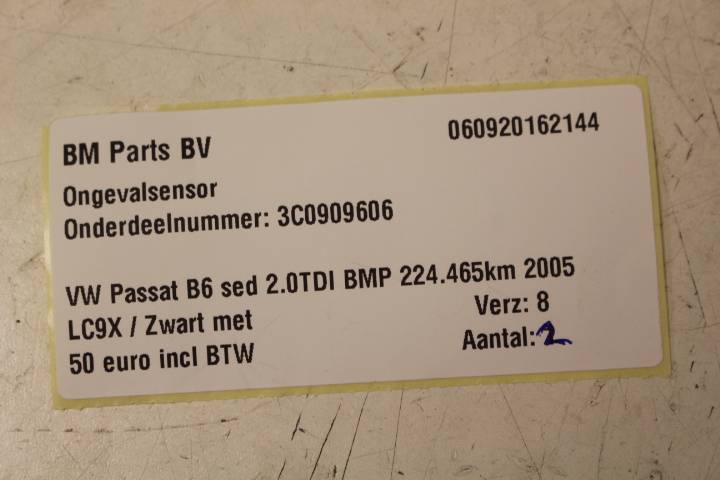 BM Parts BV
060920162144
Ongevalsensor
Onderdeelnummer: 3C0909606
VW Passat B6 sed 2.0TDI BMP 224.465km 2005
LC9X / Zwart met
Verz: 8
50 euro incl BTW
Aantal: 2